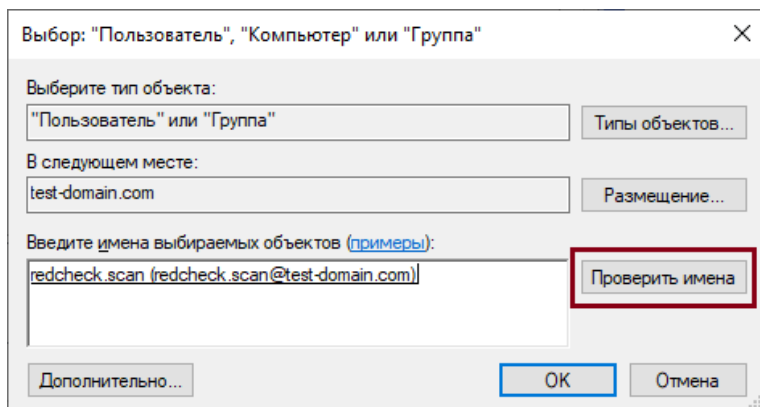 Выбор: "Пользователь", "Компьютер" или "Группа"
Выберите тип объекта:
"Пользователь" или "Группа"
Типы объектов...
В следующем месте:
test-domain.com
Размещение...
Введите имена выбираемых объектов (примеры):
redcheck.scan (redcheck.scan@test-domain.com)
Проверить имена
Дополнительно...
OK
Отмена